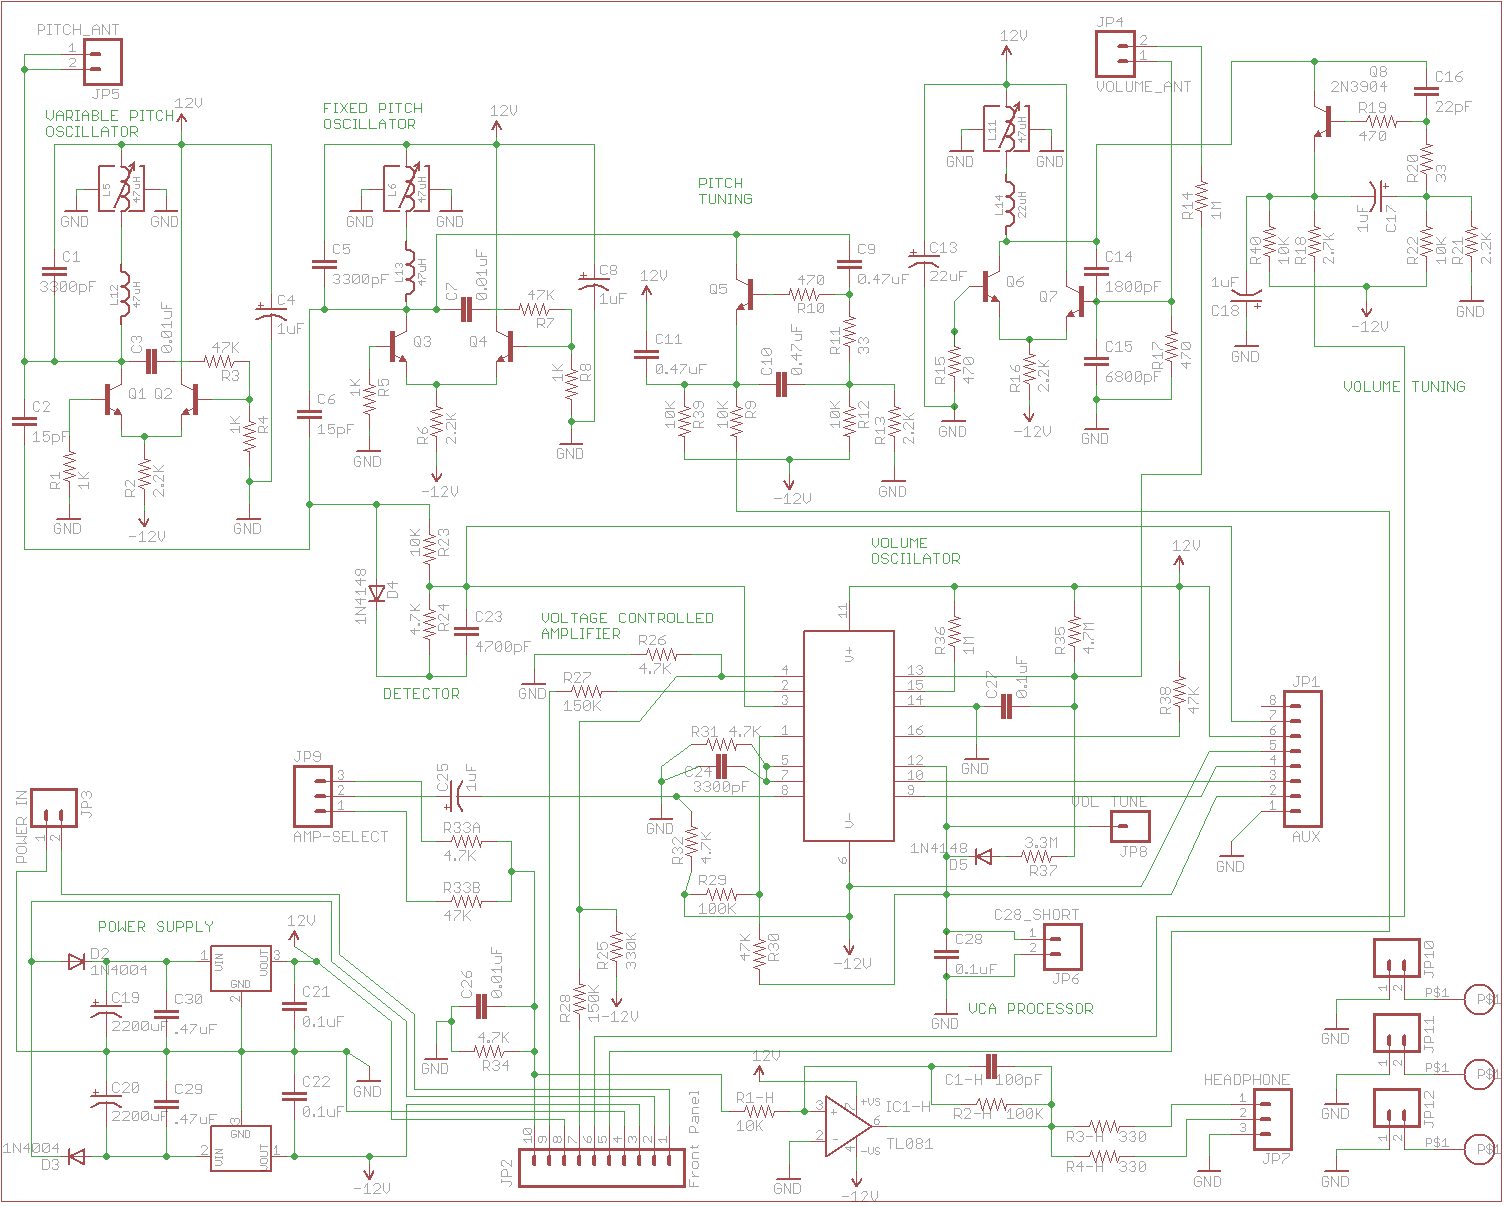 PITCH_ANT
1
2
JP5
VARIABLE PITCH
OSCILLATOR
12V
L5
47uH
GND
GND
C1
3300pF
L12
47uH
C3
0.01uF
47K
R3
C4
1uF
C2
15pF
Q1
Q2
1K
R4
R1
1K
R2
2.2K
GND
-12V
GND
FIXED PITCH
OSCILLATOR
12V
L6
47uH
GND
GND
C5
3300pF
L13
47uH
C7
0.01uF
47K
R7
C8
1uF
Q3
Q4
1K
R5
1K
R8
C6
15pF
R6
2.2K
GND
-12V
GND
PITCH
TUNING
12V
Q5
470
R10
C9
0.47uF
C11
0.47uF
C10
0.47uF
R11
33
10K
R39
10K
R9
10K
R12
R13
2.2K
-12V
GND
12V
L11
47uH
GND
GND
L14
22uH
C13
22uF
Q6
Q7
C14
1800pF
R15
470
R16
2.2K
C15
6800pF
R17
470
GND
-12V
GND
JP4
2
1
VOLUME_ANT
R14
1M
Q8
2N3904
R19
470
C16
22pF
R20
33
1uF
C17
R40
10K
R18
2.7K
R22
10K
R21
2.2K
1uF
C18
GND
-12V
GND
VOLUME TUNING
10K
R23
1N4148
D4
4.7K
R24
C23
4700pF
DETECTOR
VOLTAGE CONTROLLED
AMPLIFIER
R26
4.7K
GND
R27
150K
VOLUME
OSCIlLATOR
12V
11
V+
V-
6
4
2
3
1
5
7
8
13
15
14
16
12
10
9
R36
1M
R35
4.7M
C27
0.1uF
GND
R38
47K
JP1
8
7
6
5
4
3
2
1
AUX
GND
R31
4.7K
C24
3300pF
GND
R32
4.7K
R29
100K
47K
R30
-12V
VOL TUNE
JP8
1N4148
D5
3.3M
R37
C28_SHORT
1
2
JP6
C28
0.1uF
GND
VCA PROCESSOR
JP9
3
2
1
AMP-SELECT
C25
1uF
R33A
4.7K
R33B
47K
R25
330K
-12V
R28
150K
C26
0.01uF
4.7K
R34
GND
POWER IN
JP3
1
2
POWER SUPPLY
12V
D2
1N4004
1
VIN
VOUT
3
GND
2
C19
2200uF
C30
.47uF
C21
0.1uF
C20
2200uF
C29
.47uF
C22
0.1uF
GND
3
GND
1N4004
D3
2
VIN
VOUT
1
-12V
JP2
10
9
8
7
6
5
4
3
2
1
Front Panel
12V
R1-H
10K
C1-H
100pF
R2-H
100K
3
2
+VS
7
6
4
-VS
IC1-H
TL081
GND
-12V
R3-H
330
R4-H
330
HEADPHONE
1
2
3
JP7
GND
JP10
1
2
P$1
P$1
GND
JP11
1
2
P$1
P$1
GND
JP12
1
2
P$1
P$1
GND